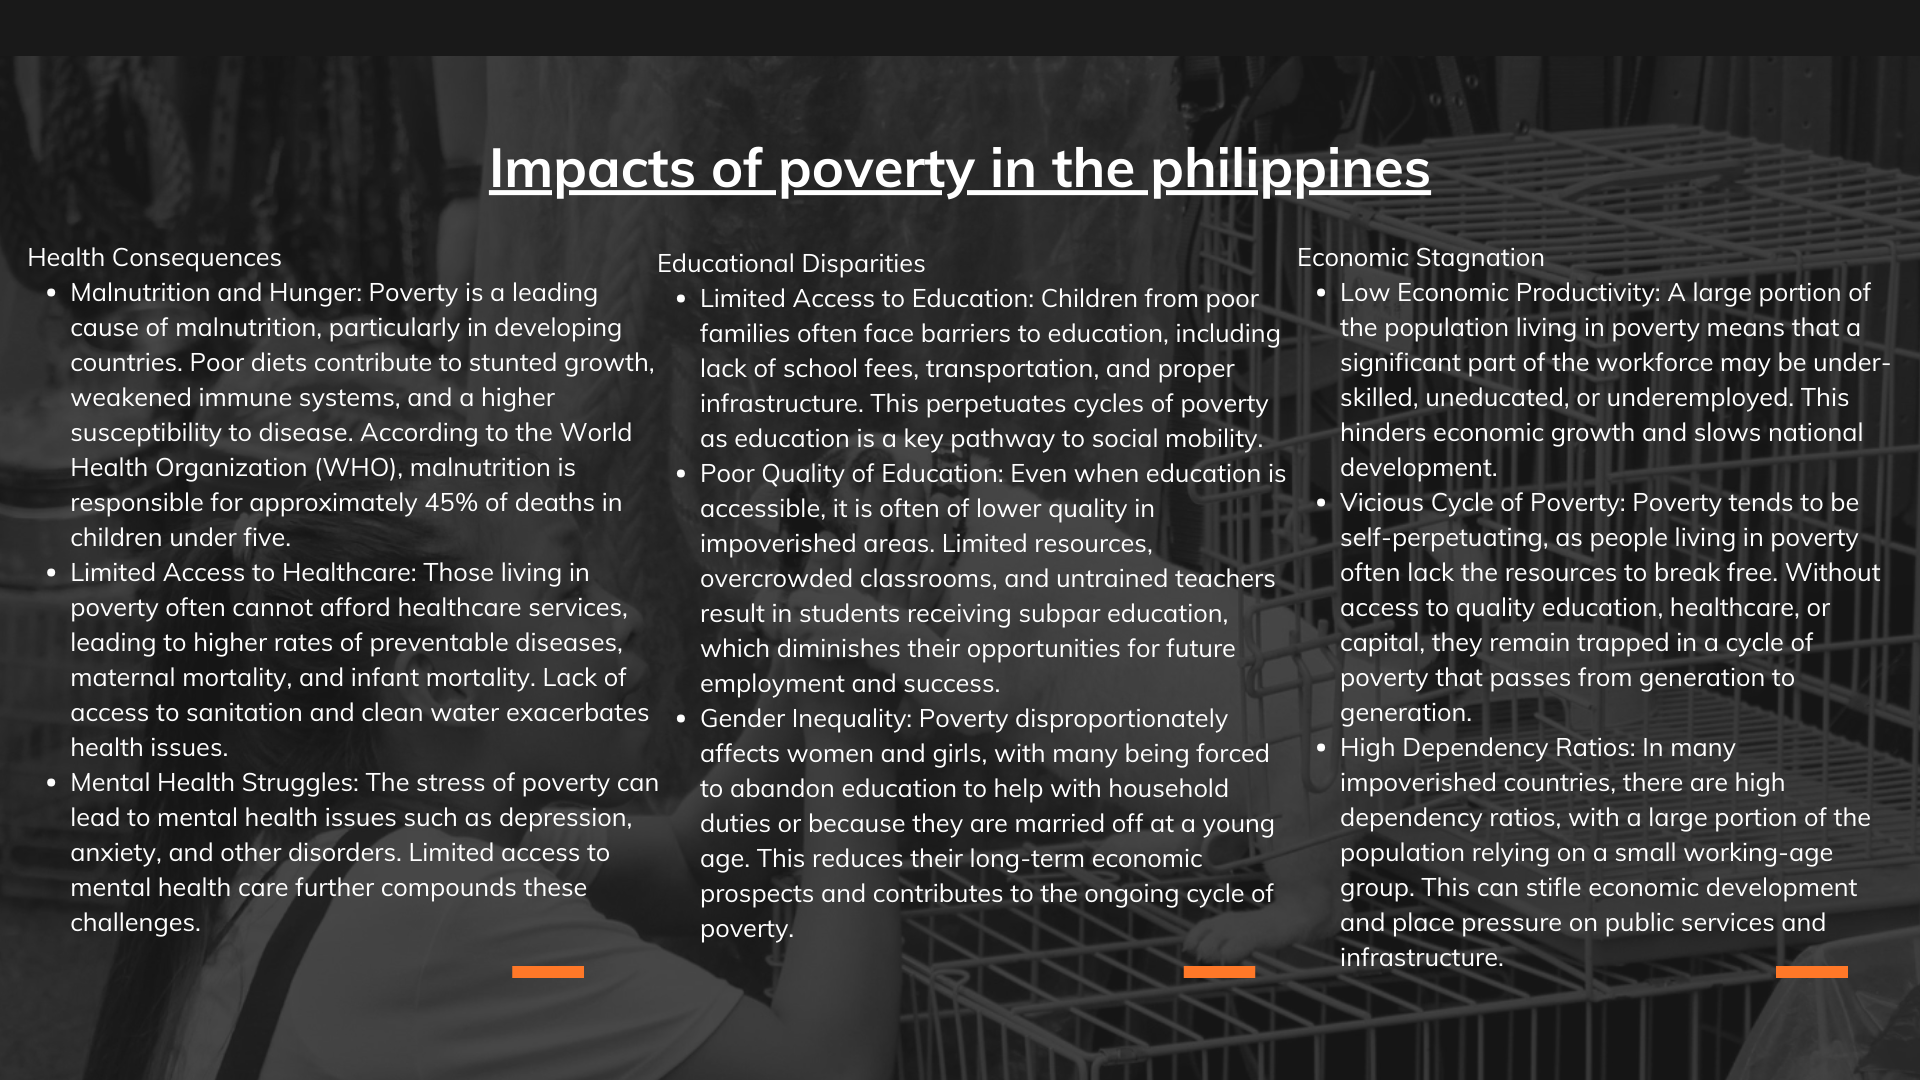 Impacts of poverty in the philippines
Health Consequences
• Malnutrition and Hunger: Poverty is a leading
cause of malnutrition, particularly in developing
countries. Poor diets contribute to stunted growth,
weakened immune systems, and a higher
susceptibility to disease. According to the World
Health Organization (WHO), malnutrition is
responsible for approximately 45% of deaths in
children under five.
• Limited Access to Healthcare: Those living in
poverty often cannot afford healthcare services,
leading to higher rates of preventable diseases,
maternal mortality, and infant mortality. Lack of
access to sanitation and clean water exacerbates
health issues.
• Mental Health Struggles: The stress of poverty can
lead to mental health issues such as depression,
anxiety, and other disorders. Limited access to
mental health care further compounds these
challenges.
Educational Disparities
• Limited Access to Education: Children from poor
families often face barriers to education, including
lack of school fees, transportation, and proper
infrastructure. This perpetuates cycles of poverty
as education is a key pathway to social mobility.
• Poor Quality of Education: Even when education is
accessible, it is often of lower quality in
impoverished areas. Limited resources,
overcrowded classrooms, and untrained teachers
result in students receiving subpar education,
which diminishes their opportunities for future
employment and success.
• Gender Inequality: Poverty disproportionately
affects women and girls, with many being forced
to abandon education to help with household
duties or because they are married off at a young
age. This reduces their long-term economic
prospects and contributes to the ongoing cycle of
poverty.
Economic Stagnation
• Low Economic Productivity: A large portion of
the population living in poverty means that a
significant part of the workforce may be under-
skilled, uneducated, or underemployed. This
hinders economic growth and slows national
development.
• Vicious Cycle of Poverty: Poverty tends to be
self-perpetuating, as people living in poverty
often lack the resources to break free. Without
access to quality education, healthcare, or
capital, they remain trapped in a cycle of
poverty that passes from generation to
generation.
• High Dependency Ratios: In many
impoverished countries, there are high
dependency ratios, with a large portion of the
population relying on a small working-age
group. This can stifle economic development
and place pressure on public services and
infrastructure.